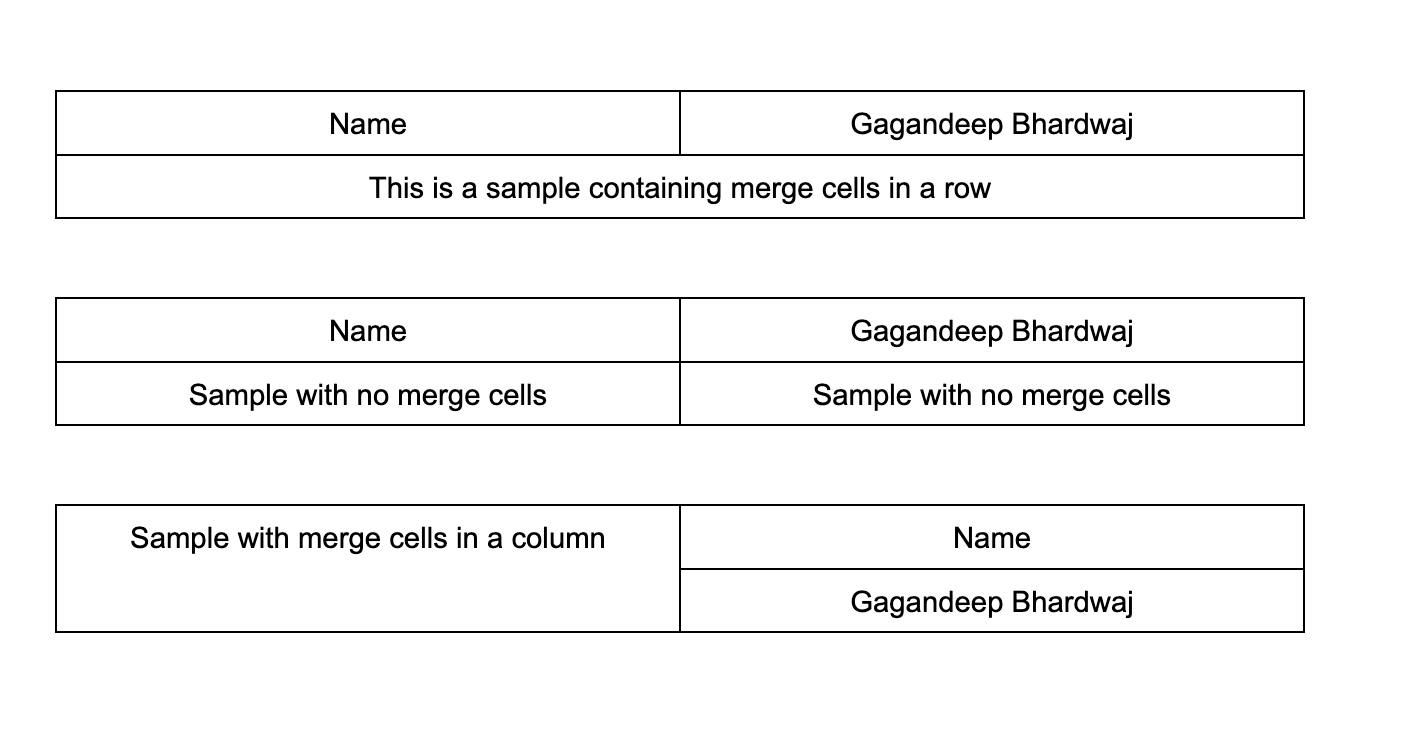 Name Gagandeep Bhardwaj
This is a sample containing merge cells in a row
Name Gagandeep Bhardwaj
Sample with no merge cells Sample with no merge cells
Sample with merge cells in a column Name
Gagandeep Bhardwaj